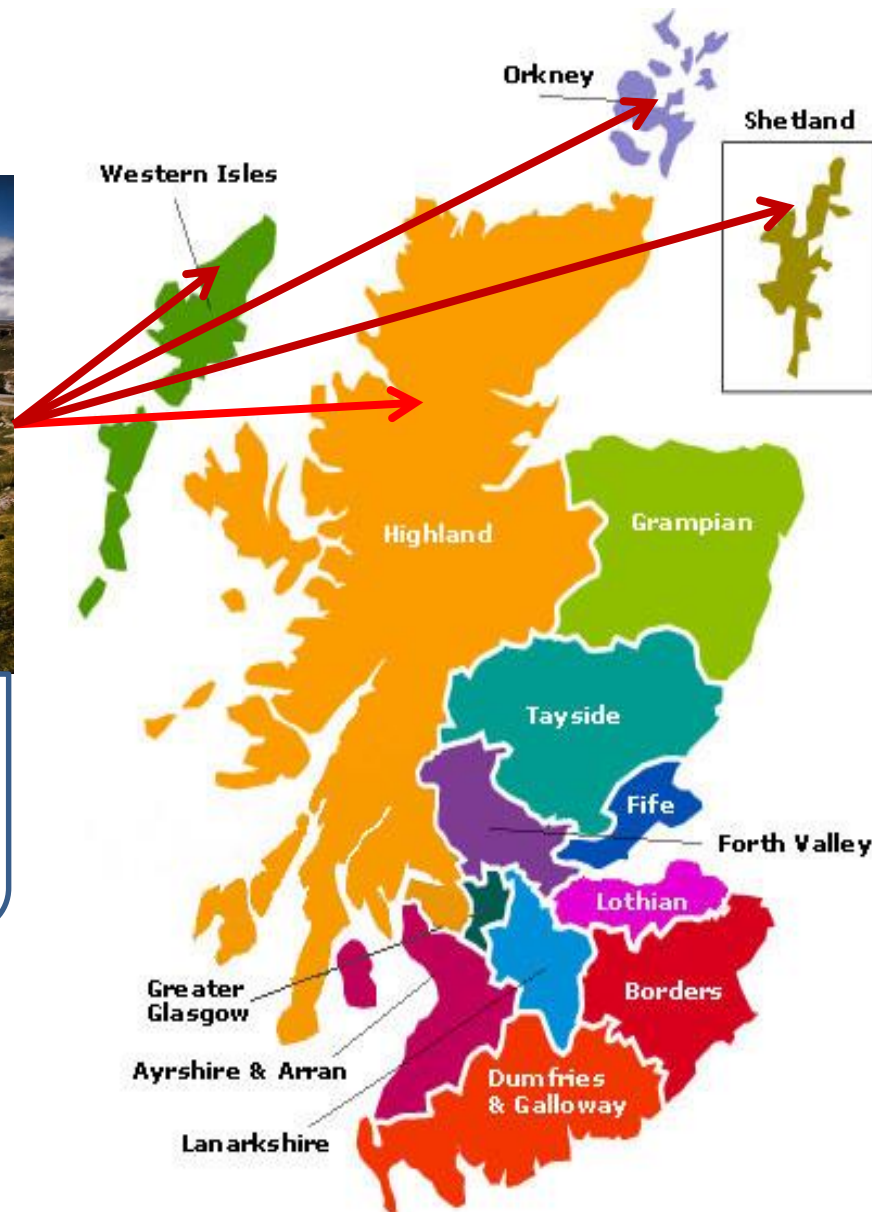 Orkney
Shetland
Western Isles
Grampian
Highland
Tayside
Fife
Forth Valley
Lothian
Greater
Glasgow
Borders
Ayrshire & Arran
Dumfries
& Galloway
Lanarkshire